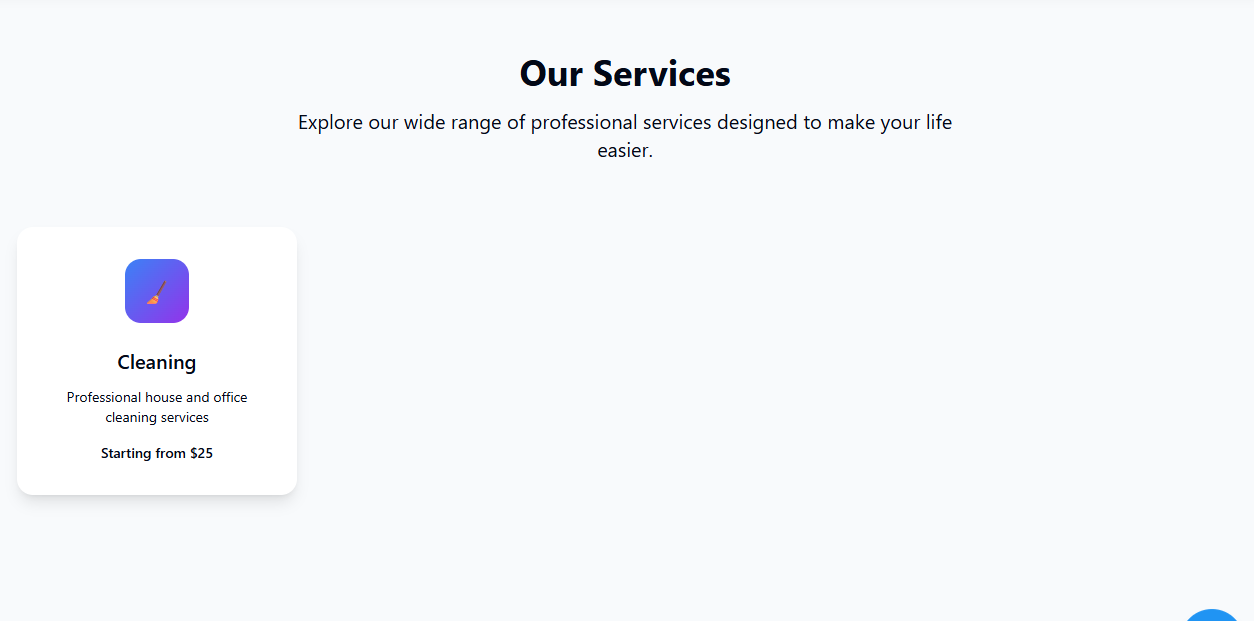 Our Services
Explore our wide range of professional services designed to make your life
easier.
Cleaning
Professional house and office
cleaning services
Starting from $25